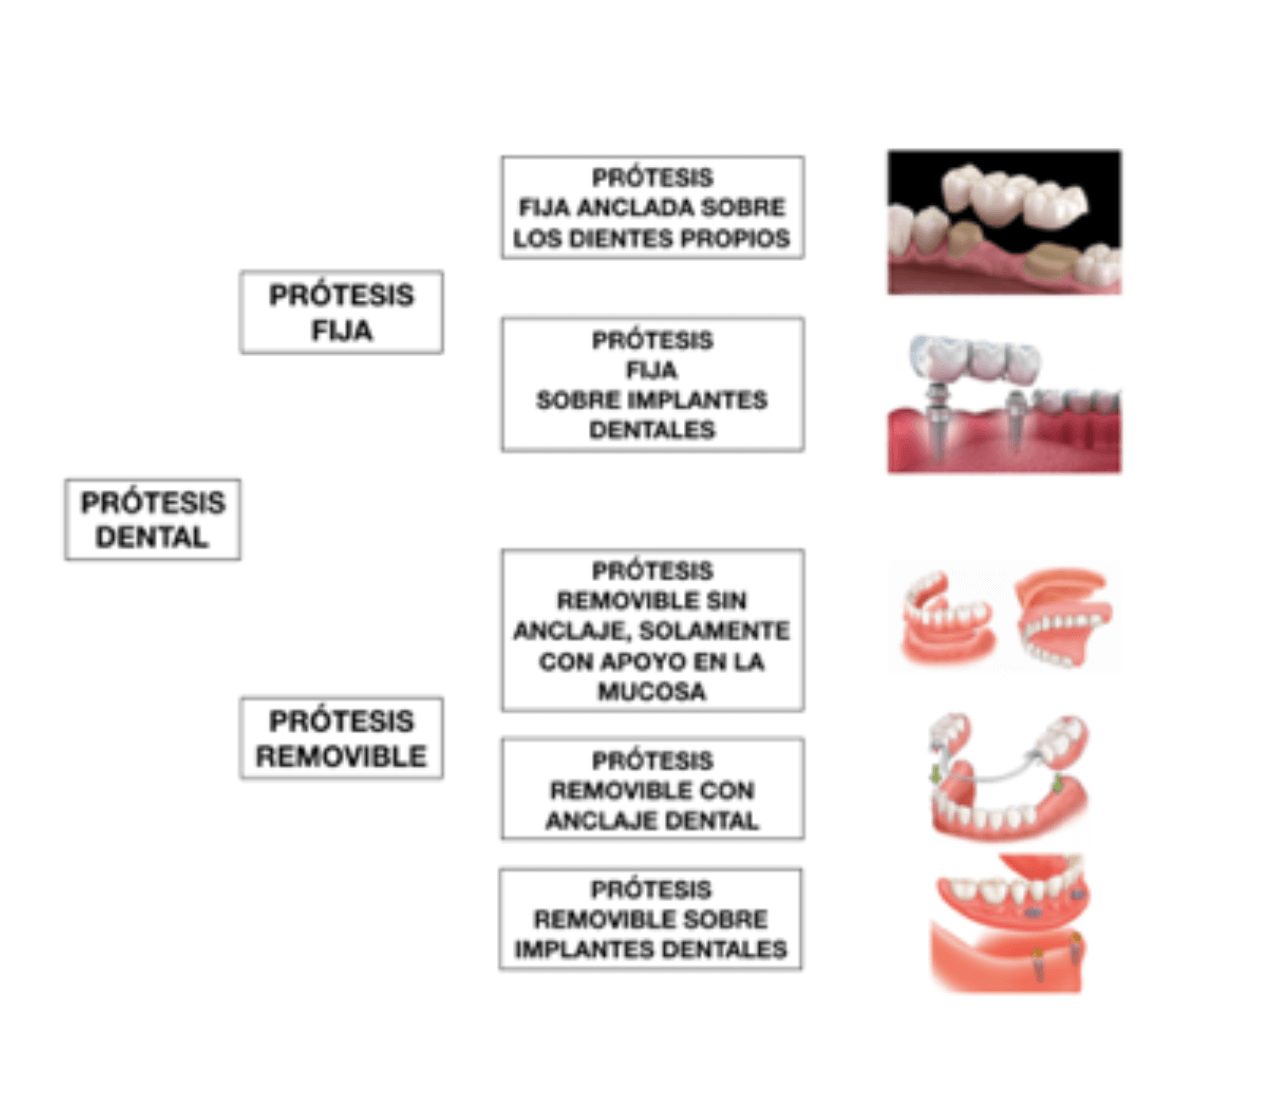 PRÓTESIS
FIJA ANCLADA SOBRE
LOS DIENTES PROPIOS
PRÓTESIS
FIJA
PRÓTESIS
FIJA
SOBRE IMPLANTES
DENTALES
PRÓTESIS
DENTAL
PRÓTESIS
REMOVIBLE SIN
ANCLAJE, SOLAMENTE
CON APOYO EN LA
MUCOSA
PRÓTESIS
REMOVIBLE
PRÓTESIS
REMOVIBLE CON
ANCLAJE DENTAL
PRÓTESIS
REMOVIBLE SOBRE
IMPLANTES DENTALES